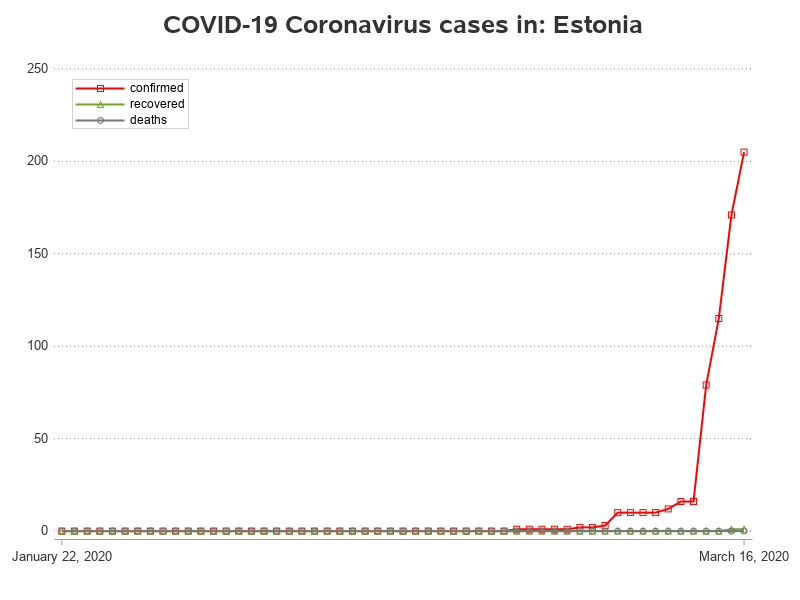 COVID-19 Coronavirus cases in: Estonia
250
confirmed
recovered
deaths
200
150
100
50
0
January 22, 2020
March 16, 2020